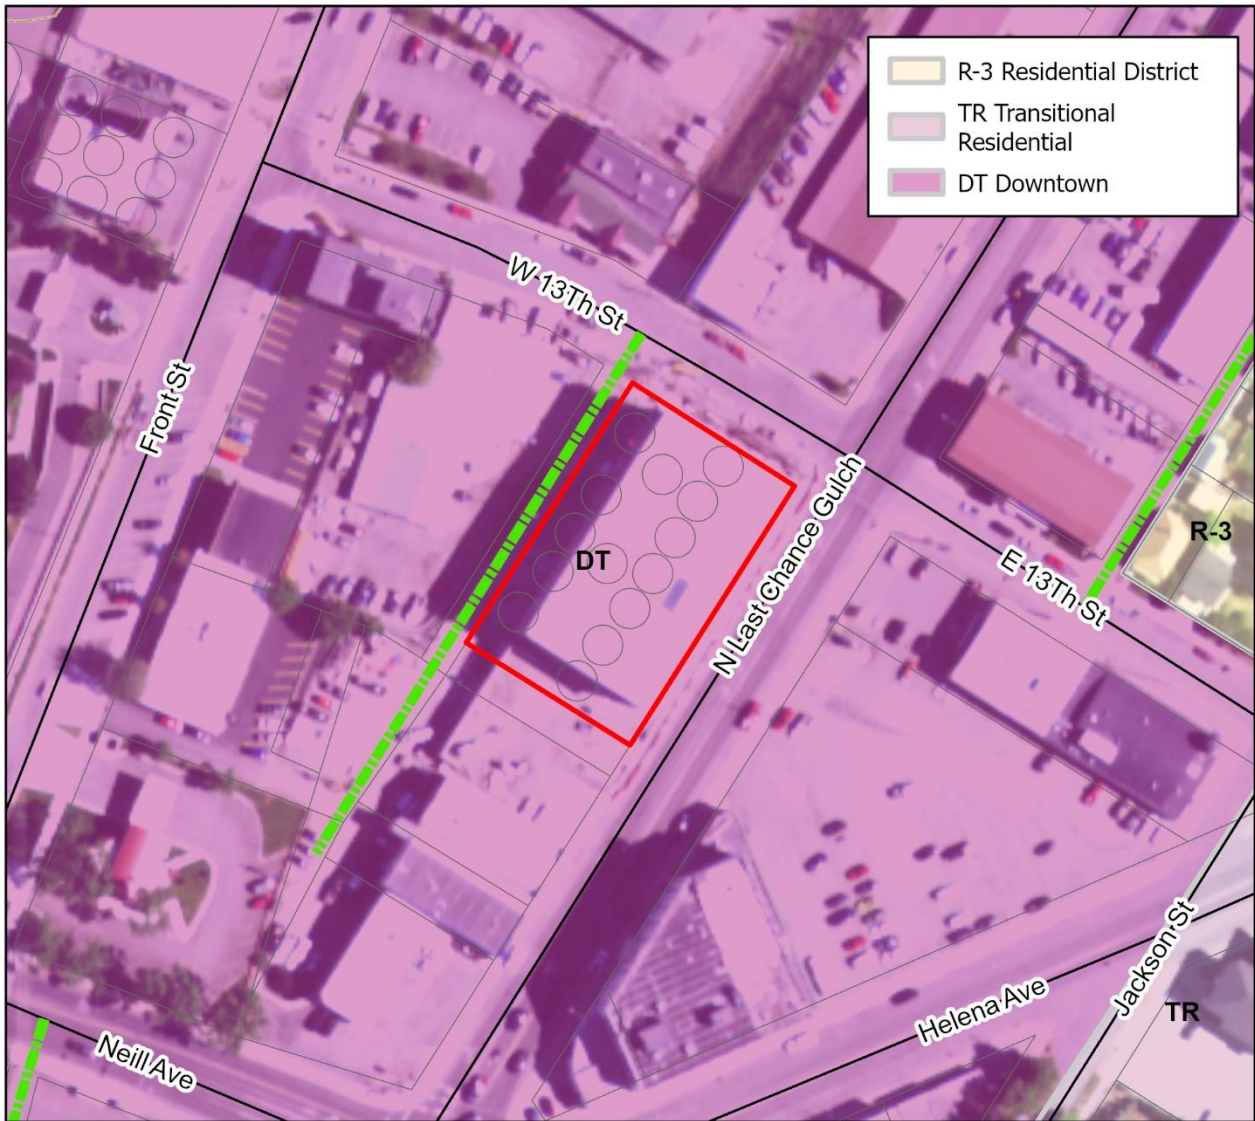 R-3 Residential District
TR Transitional
Residential
DT Downtown
W 13Th St
Front St
N Last Chance Gulch
R-3
DT
E 13Th St
Jackson St
Helena Ave
TR
Neill Ave